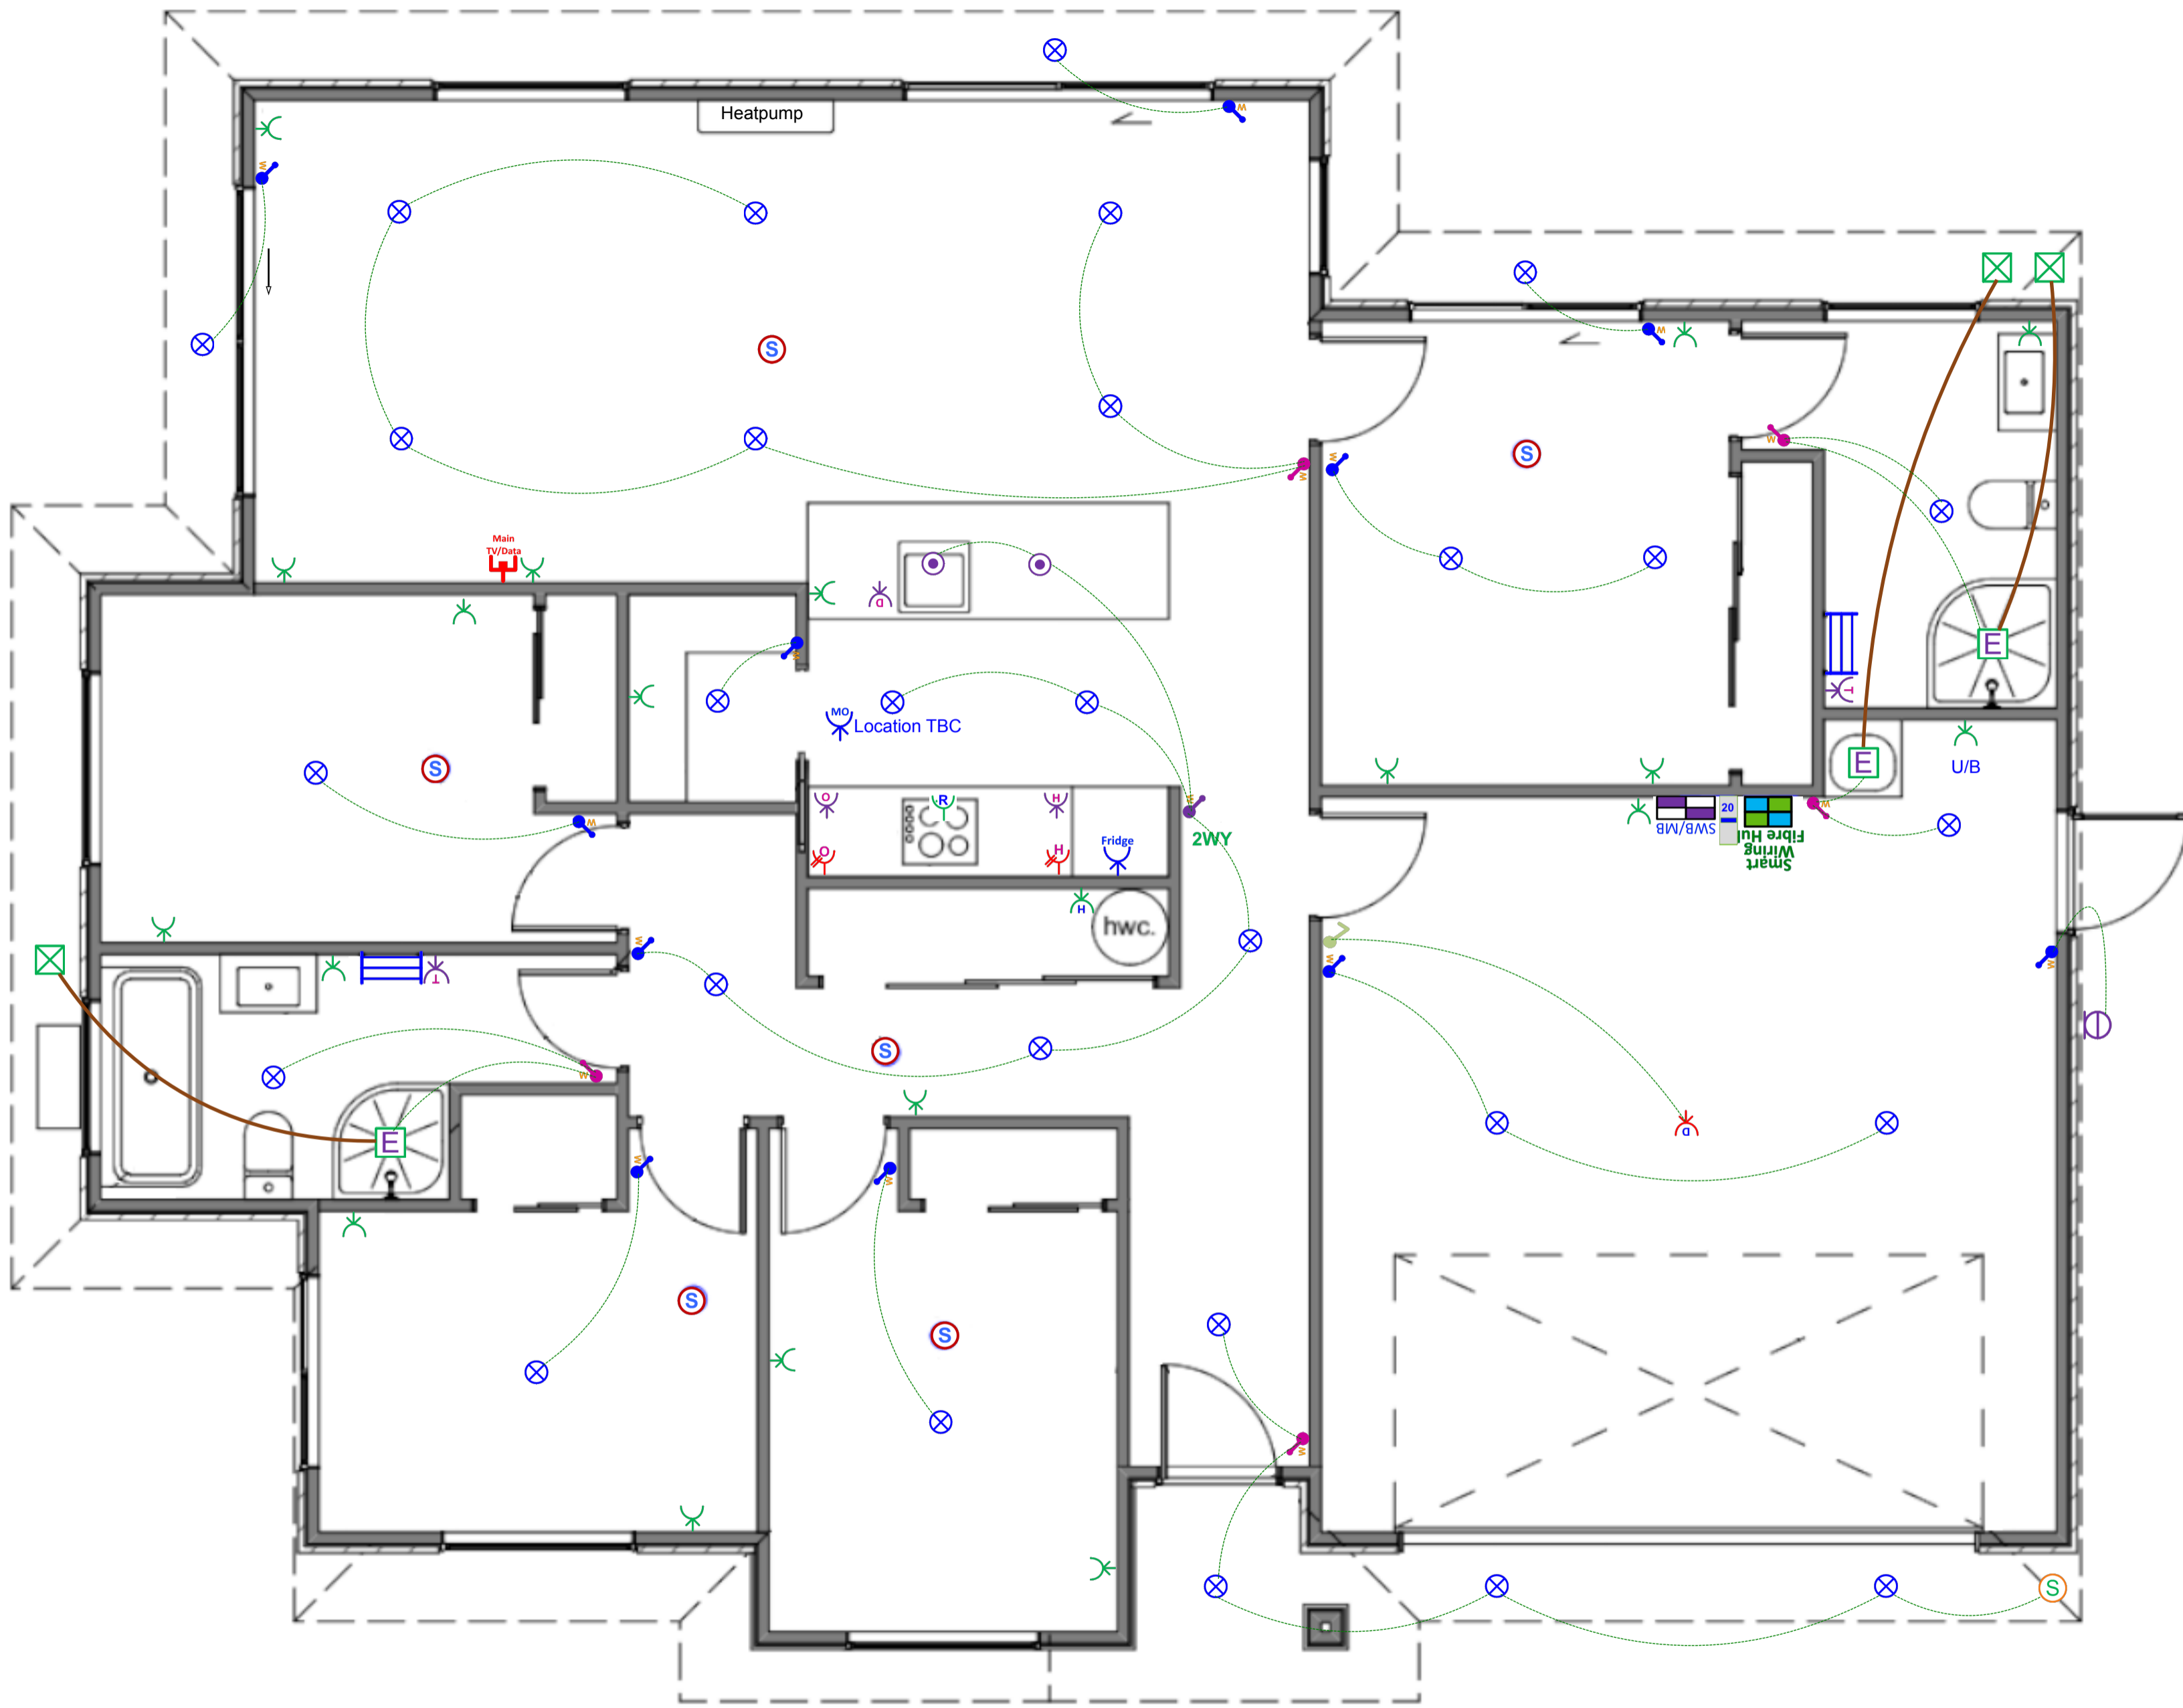 Heatpump
W
W
S
W
W
S
W
W
Main
TV/Data
D
W
E
MO
Location TBC
T
S
E
U/B
O
R
H
W
2WY
SWB/MB
20
Smart
Wiring
Fibre Hub
W
W
O
H
Fridge
H
hwc.
W
T
W
W
S
W
D
E
W
W
S
S
W
S